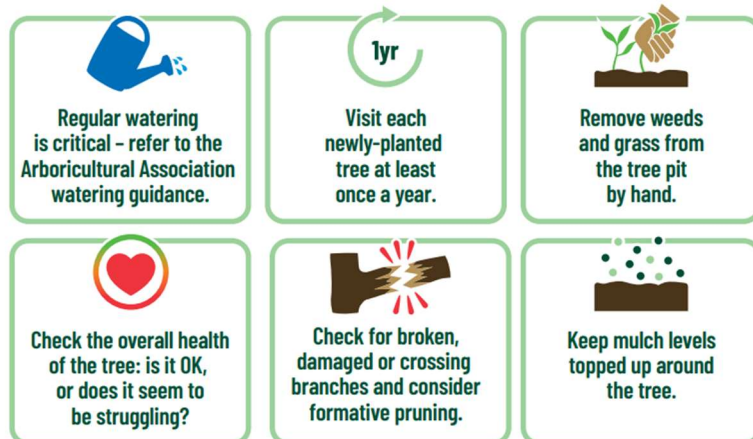 Regular watering
is critical – refer to the
Arboricultural Association
watering guidance.
1yr
Visit each
newly-planted
tree at least
once a year.
Remove weeds
and grass from
the tree pit
by hand.
Check the overall health
of the tree: is it OK,
or does it seem to
be struggling?
Check for broken,
damaged or crossing
branches and consider
formative pruning.
Keep mulch levels
topped up around
the tree.